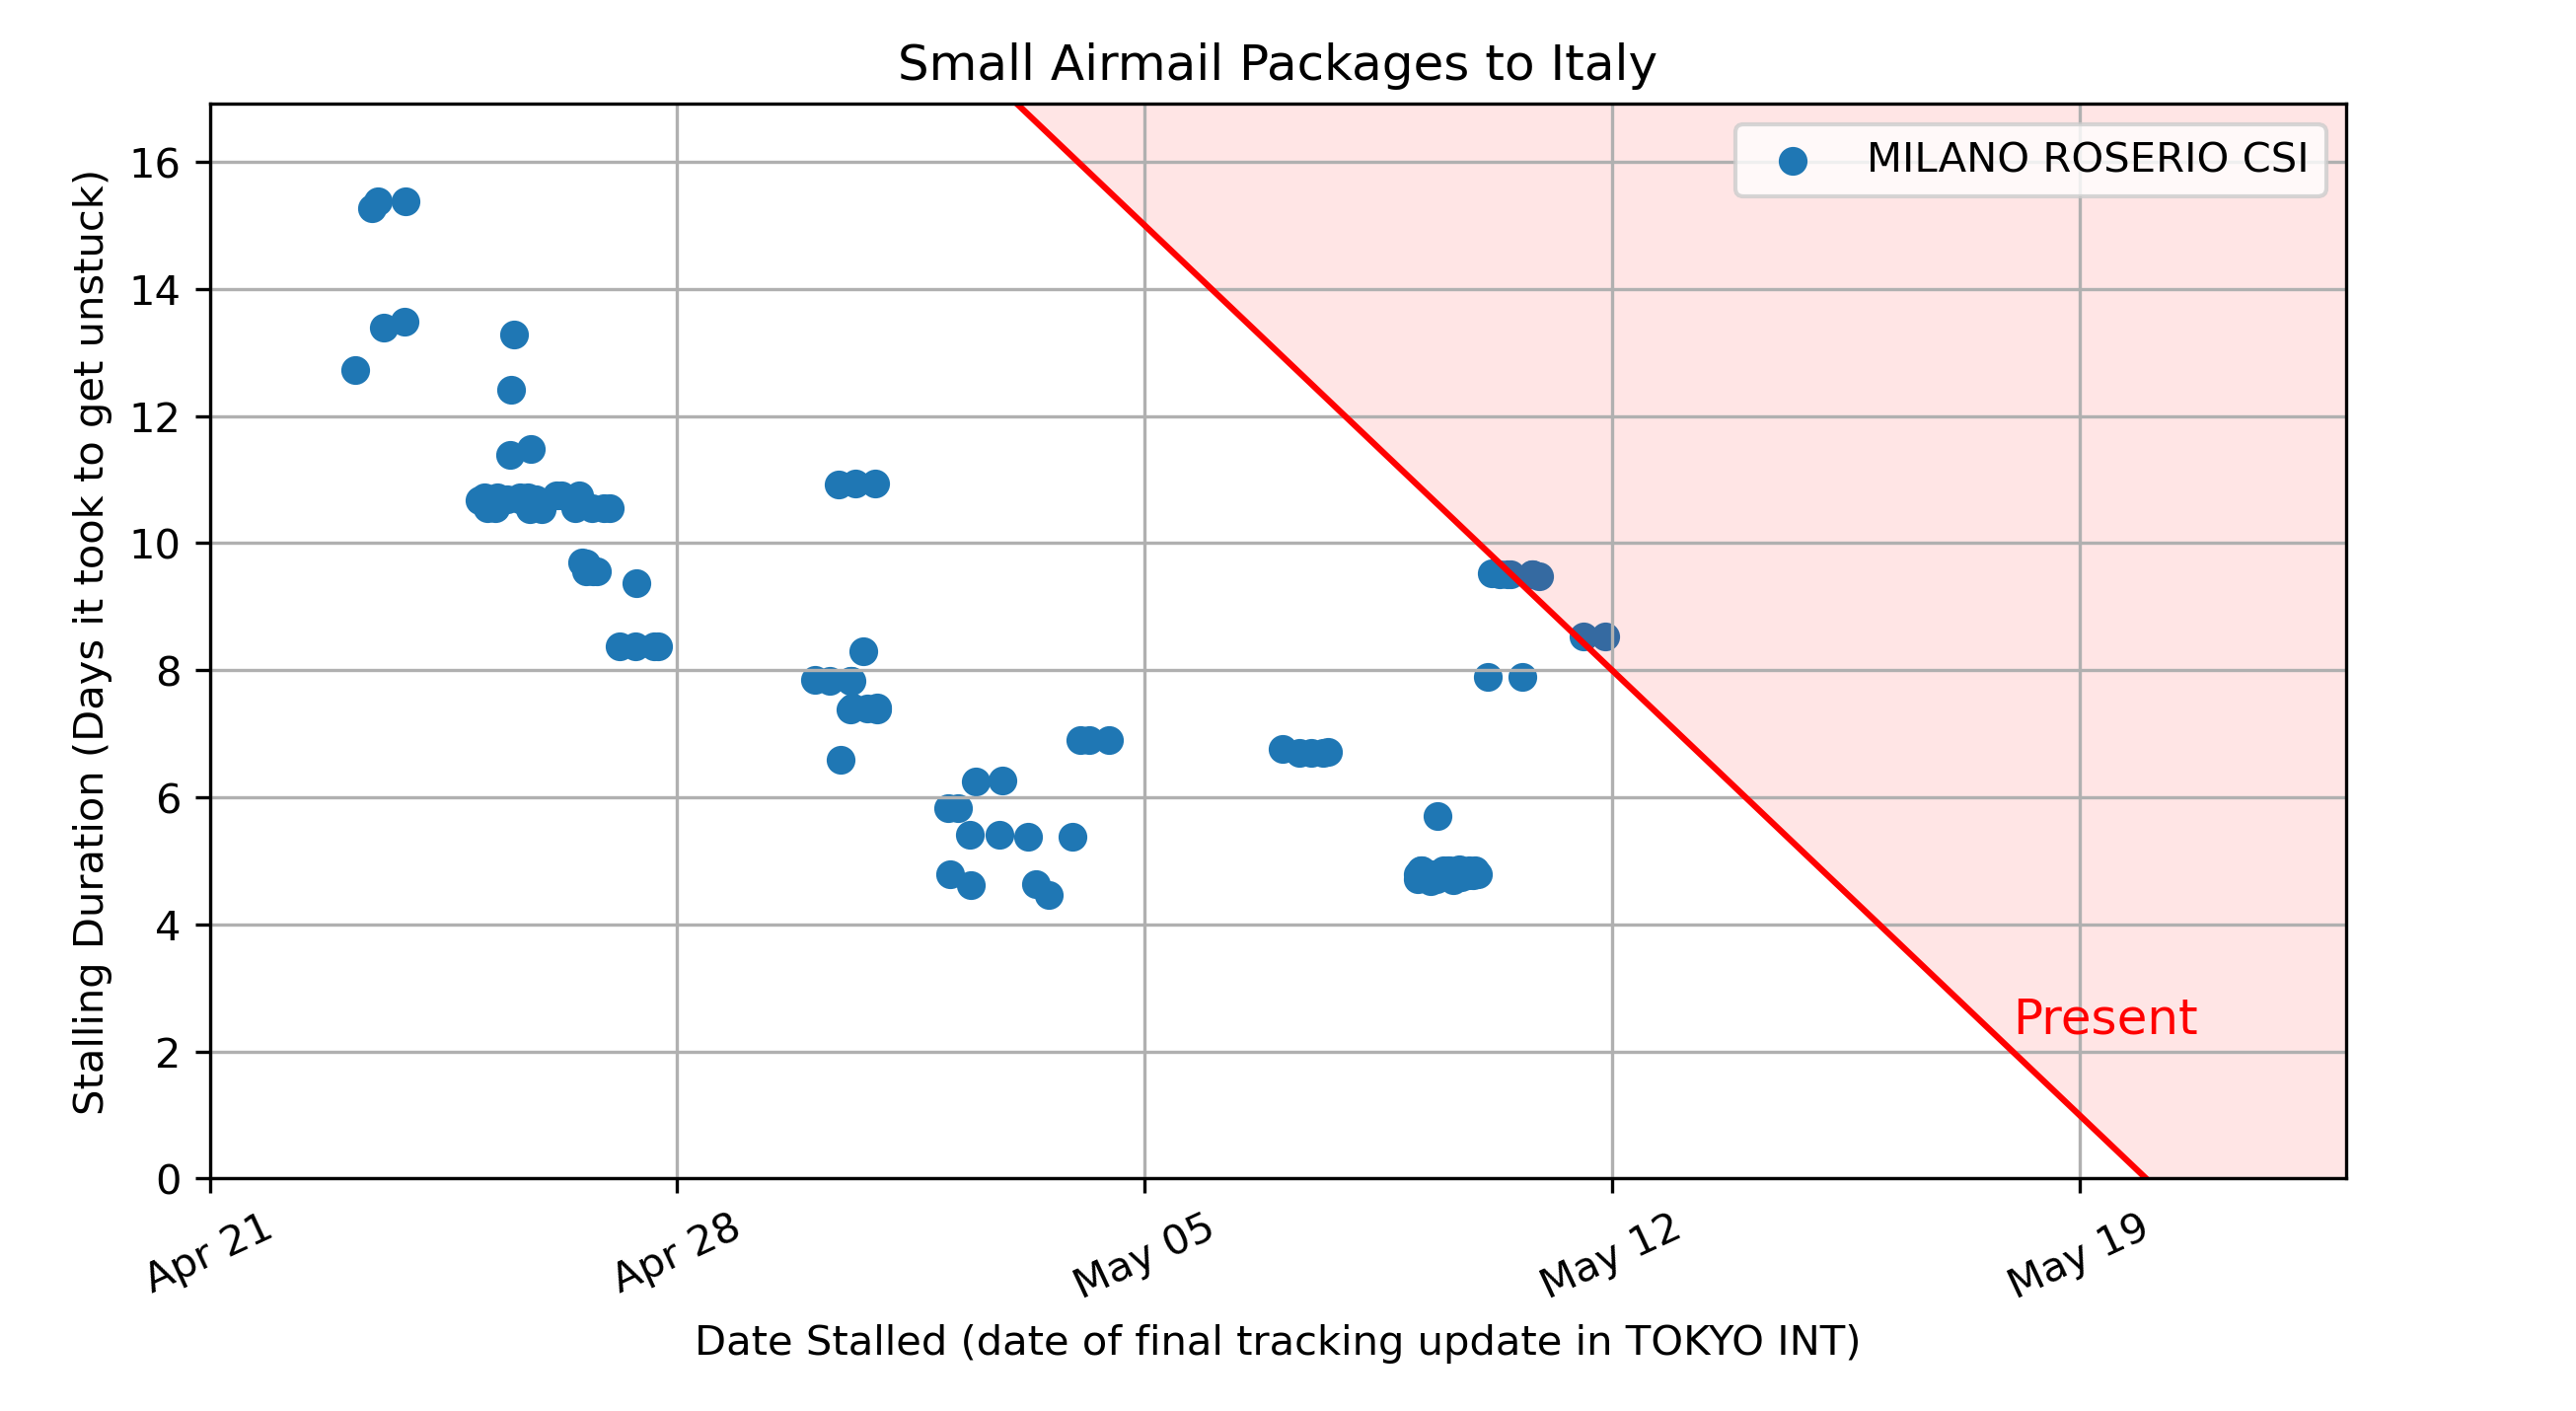 Small Airmail Packages to Italy
MILANO ROSERIO CSI
Stalling Duration (Days it took to get unstuck)
16
14
12
10
8
6
4
2
0
Present
Apr 21
Apr 28
May 05
May 12
May 19
Date Stalled (date of final tracking update in TOKYO INT)